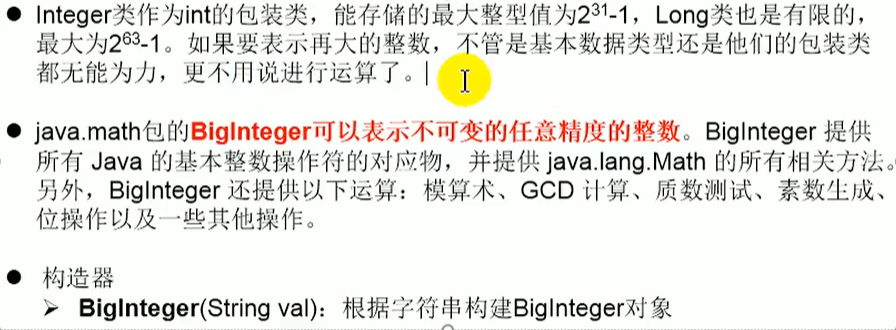 ● Integer类作为int的包装类，能存储的最大整型值为2³¹-1，Long类也是有限的，
最大为2⁶³-1。如果要表示再大的整数，不管是基本数据类型还是他们的包装类
都无能为力，更不用说进行运算了。
● java.math包的BigInteger可以表示不可变的任意精度的整数。BigInteger 提供
所有 Java 的基本整数操作符的对应物，并提供 java.lang.Math 的所有相关方法。
另外，BigInteger 还提供以下运算：模算术、GCD 计算、质数测试、素数生成、
位操作以及一些其他操作。
● 构造器
➢ BigInteger(String val)：根据字符串构建BigInteger对象